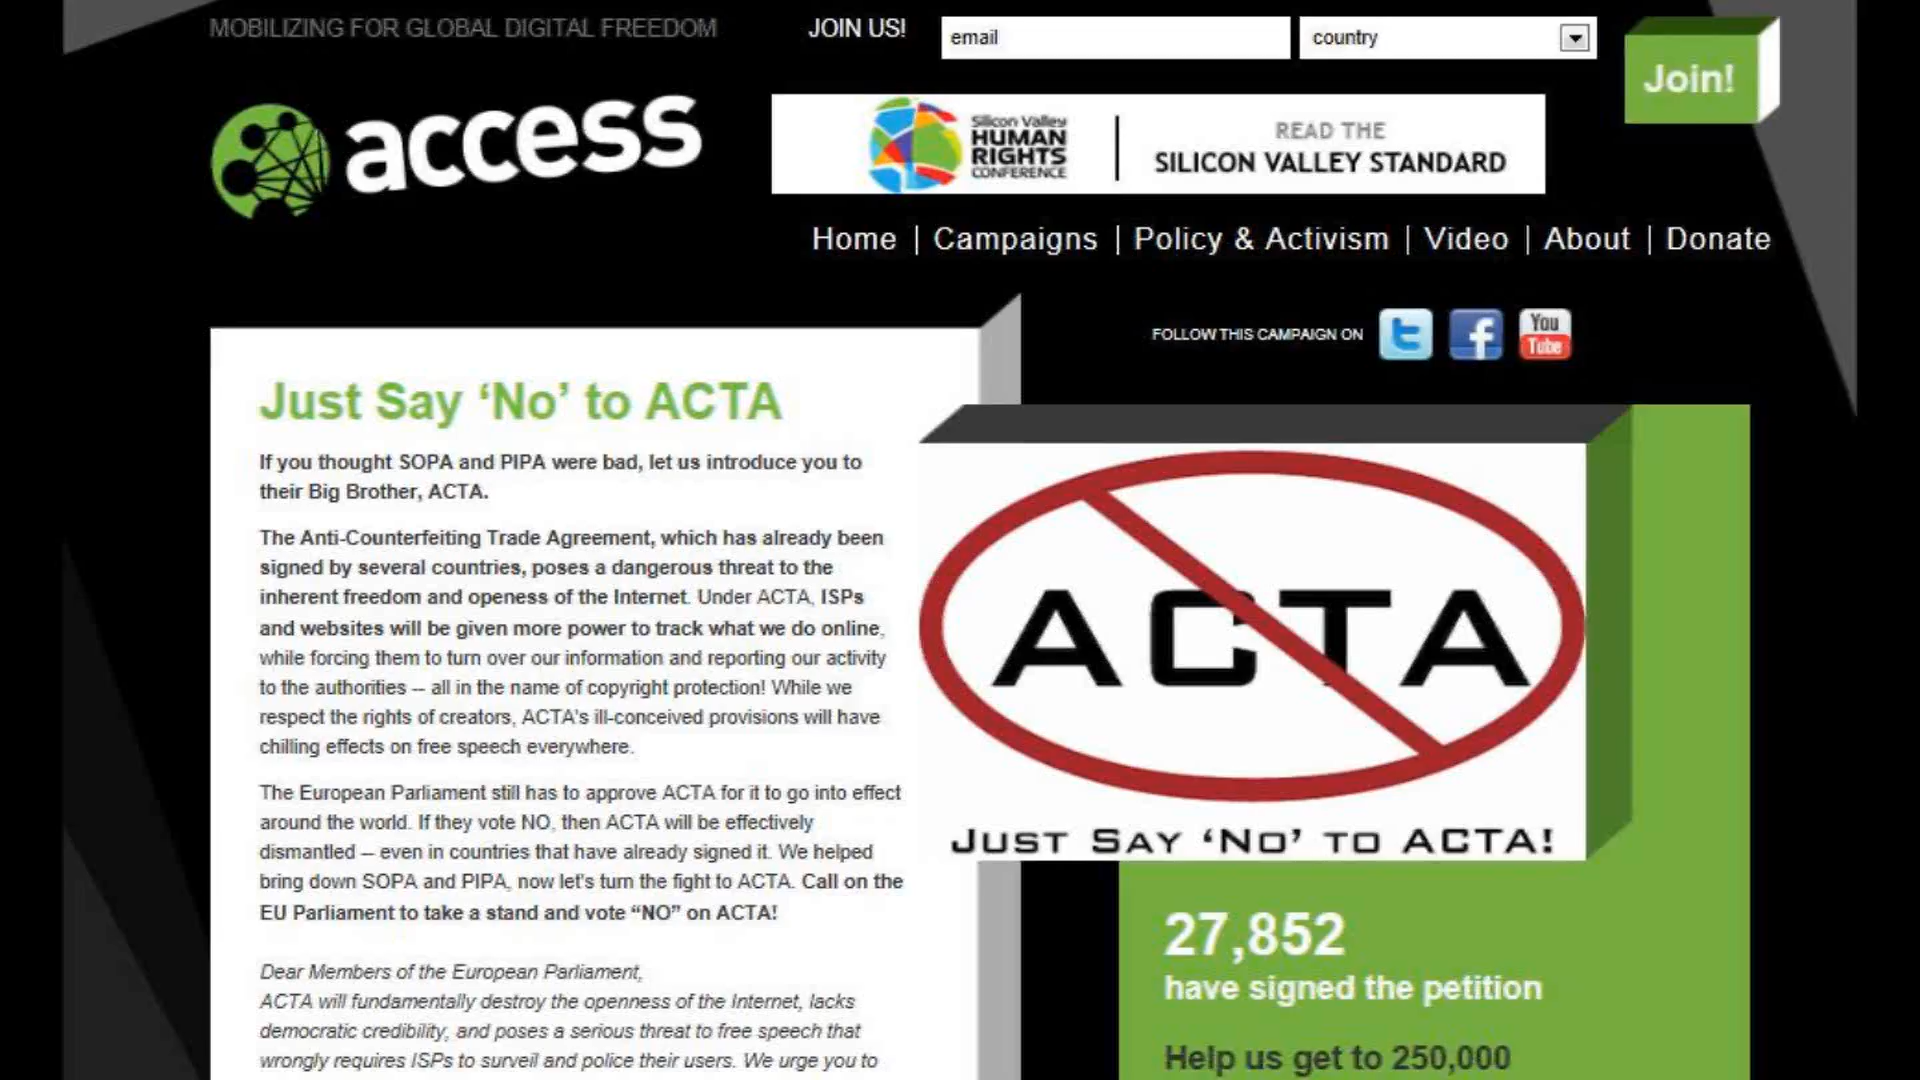 MOBILIZING FOR GLOBAL DIGITAL FREEDOM
JOIN US!
email
country
Join!
access
Silicon Valley
HUMAN
RIGHTS
CONFERENCE
READ THE
SILICON VALLEY STANDARD
Home | Campaigns | Policy & Activism | Video | About | Donate
FOLLOW THIS CAMPAIGN ON
You
Tube
Just Say ‘No’ to ACTA
If you thought SOPA and PIPA were bad, let us introduce you to
their Big Brother, ACTA.
The Anti-Counterfeiting Trade Agreement, which has already been
signed by several countries, poses a dangerous threat to the
inherent freedom and openess of the Internet. Under ACTA, ISPs
and websites will be given more power to track what we do online,
while forcing them to turn over our information and reporting our activity
to the authorities -- all in the name of copyright protection! While we
respect the rights of creators, ACTA's ill-conceived provisions will have
chilling effects on free speech everywhere.
The European Parliament still has to approve ACTA for it to go into effect
around the world. If they vote NO, then ACTA will be effectively
dismantled – even in countries that have already signed it. We helped
bring down SOPA and PIPA, now let's turn the fight to ACTA. Call on the
EU Parliament to take a stand and vote “NO” on ACTA!
Dear Members of the European Parliament,
ACTA will fundamentally destroy the openness of the Internet, lacks
democratic credibility, and poses a serious threat to free speech that
wrongly requires ISPs to surveil and police their users. We urge you to
ACTA
JUST SAY ‘NO’ TO ACTA!
27,852
have signed the petition
Help us get to 250,000